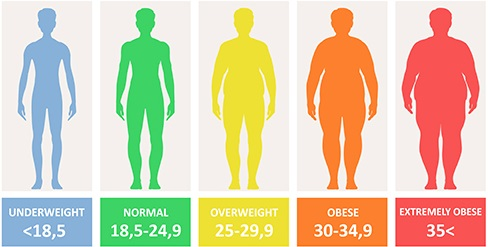 UNDERWEIGHT
<18,5
NORMAL
18,5-24,9
OVERWEIGHT
25-29,9
OBESE
30-34,9
EXTREMELY OBESE
35<